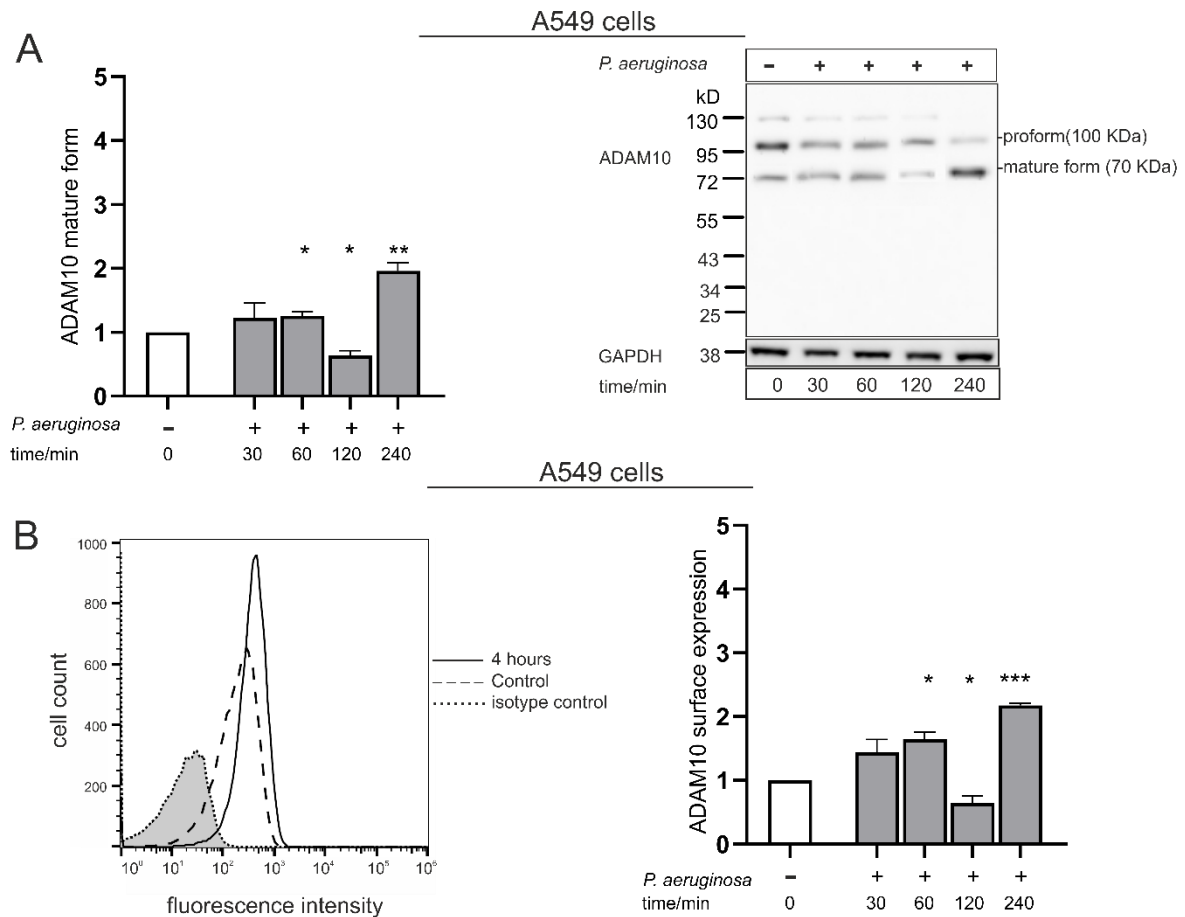 A549 cells
A
5
4
3
2
1
0
ADAM10 mature form
* * **
P. aeruginosa − + + + +
time/min 0 30 60 120 240
P. aeruginosa − + + + +
kD
130
95
72
55
43
34
25
ADAM10
proform(100 KDa)
mature form (70 KDa)
GAPDH 38
time/min 0 30 60 120 240
A549 cells
B
1000
800
600
400
200
cell count
10⁰ 10¹ 10² 10³ 10⁴ 10⁵ 10⁶
fluorescence intensity
4 hours
Control
isotype control
5
4
3
2
1
0
ADAM10 surface expression
* * ***
P. aeruginosa − + + + +
time/min 0 30 60 120 240